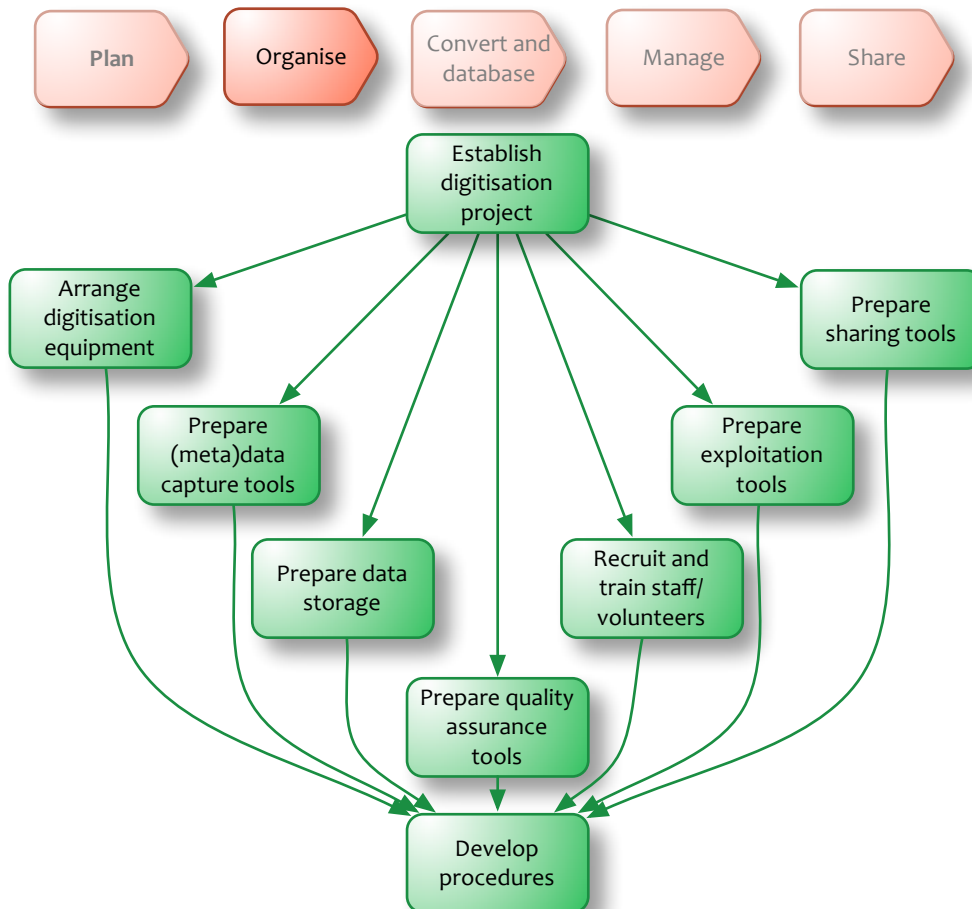 Plan
Organise
Convert and
database
Manage
Share
Establish
digitisation
project
Arrange
digitisation
equipment
Prepare
sharing tools
Prepare
(meta)data
capture tools
Prepare
exploitation
tools
Prepare data
storage
Recruit and
train staff/
volunteers
Prepare quality
assurance
tools
Develop
procedures